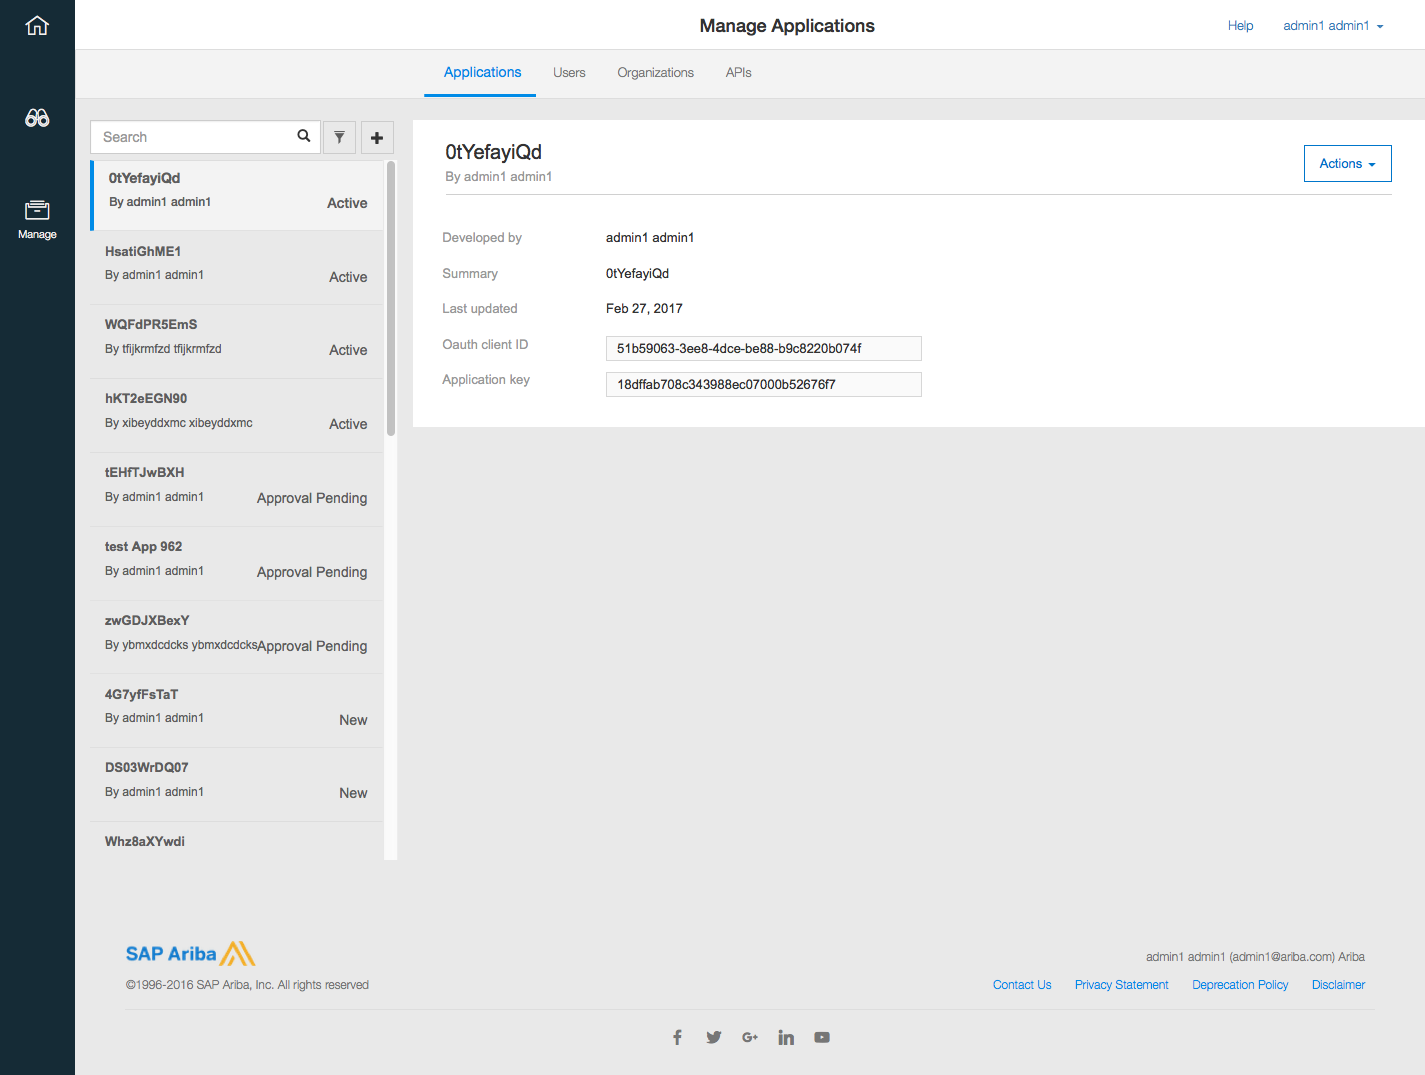 Manage Applications
Help
admin1 admin1
Applications
Users
Organizations
APIs
Manage
Search
0tYefayiQd
By admin1 admin1
Active
HsatiGhME1
By admin1 admin1
Active
WQFdPR5EmS
By tfijkrmfzd tfijkrmfzd
Active
hKT2eEGN90
By xibeyddxmc xibeyddxmc
Active
tEHfTJwBXH
By admin1 admin1
Approval Pending
test App 962
By admin1 admin1
Approval Pending
zwGDJXBexY
By ybmxdcdcks ybmxdcdcks
Approval Pending
4G7yfFsTaT
By admin1 admin1
New
DS03WrDQ07
By admin1 admin1
New
Whz8aXYwdi
0tYefayiQd
By admin1 admin1
Actions
Developed by
admin1 admin1
Summary
0tYefayiQd
Last updated
Feb 27, 2017
Oauth client ID
51b59063-3ee8-4dce-be88-b9c8220b074f
Application key
18dffab708c343988ec07000b52676f7
SAP Ariba
©1996-2016 SAP Ariba, Inc. All rights reserved
admin1 admin1 (admin1@ariba.com) Ariba
Contact Us
Privacy Statement
Deprecation Policy
Disclaimer